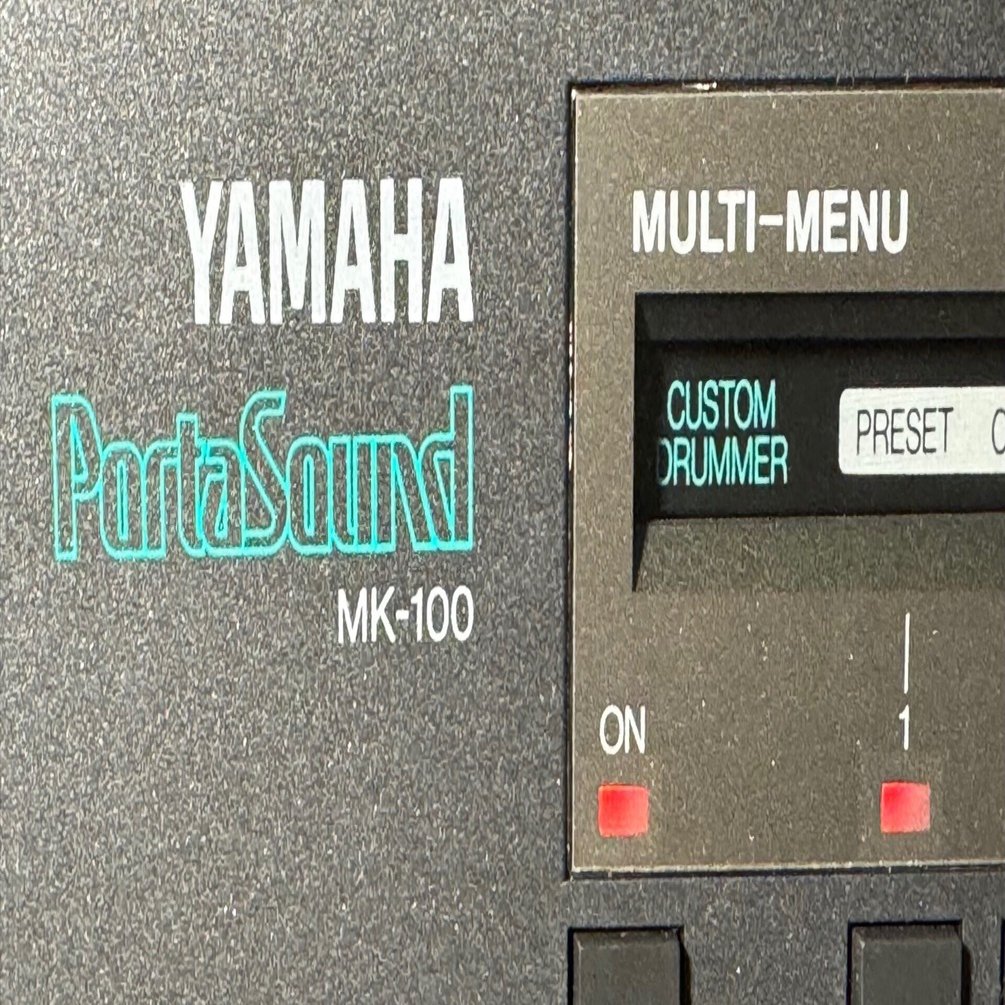 YAMAHA
PortaSound
MK-100
MULTI-MENU
CUSTOM
DRUMMER
PRESET
ON
1